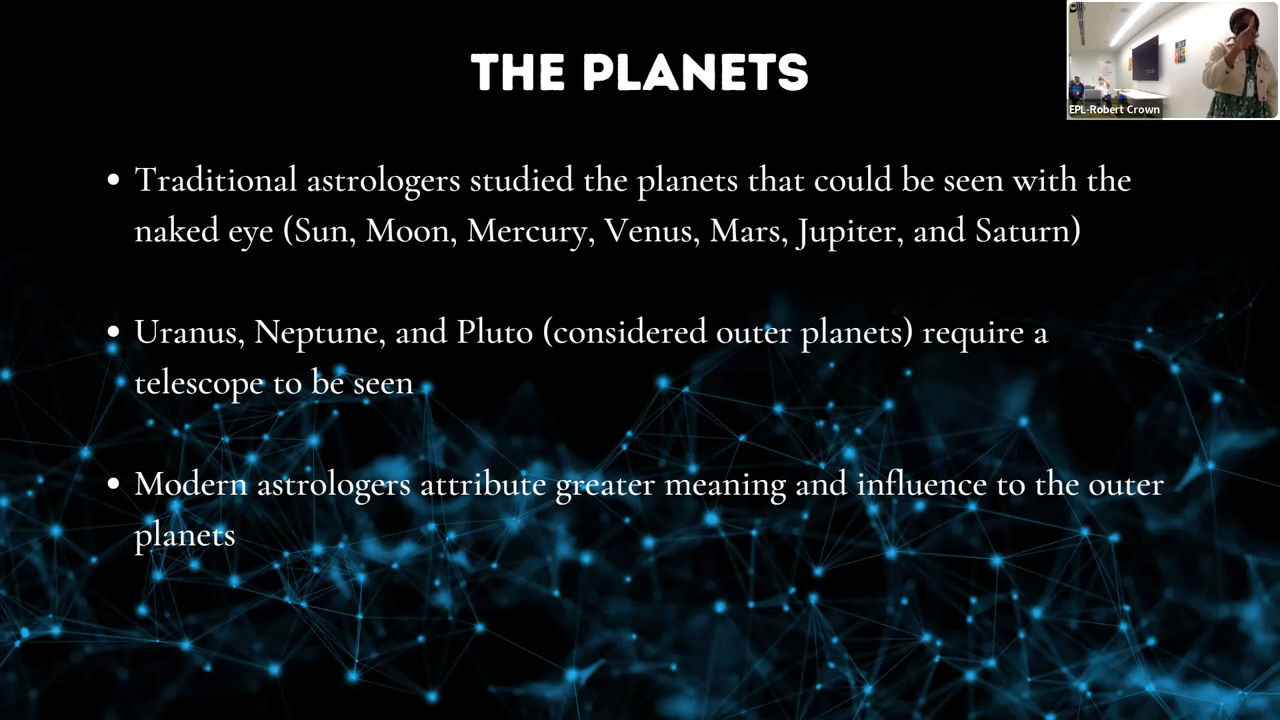 THE PLANETS
EPL-Robert Crown
• Traditional astrologers studied the planets that could be seen with the
naked eye (Sun, Moon, Mercury, Venus, Mars, Jupiter, and Saturn)
• Uranus, Neptune, and Pluto (considered outer planets) require a
telescope to be seen
• Modern astrologers attribute greater meaning and influence to the outer
planets